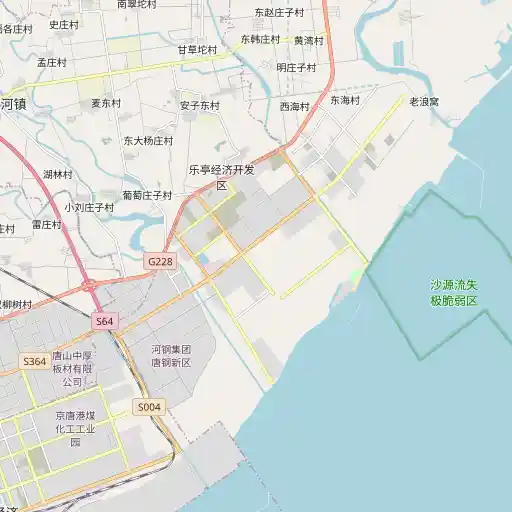 南翠坨村
东赵庄子村
史庄村
各庄村
东韩庄村
黄湾村
甘草坨村
孟庄村
明庄子村
河镇
麦东村
安子东村
西海村
东海村
老浪窝
东大杨庄村
湖林村
乐亭经济开发
区
葡萄庄子村
小刘庄子村
雷庄村
庄村
G228
沙源流失
极脆弱区
柳树村
S64
S364
唐山中厚
板材有限
公司
河钢集团
唐钢新区
S004
京唐港煤
化工工业
园